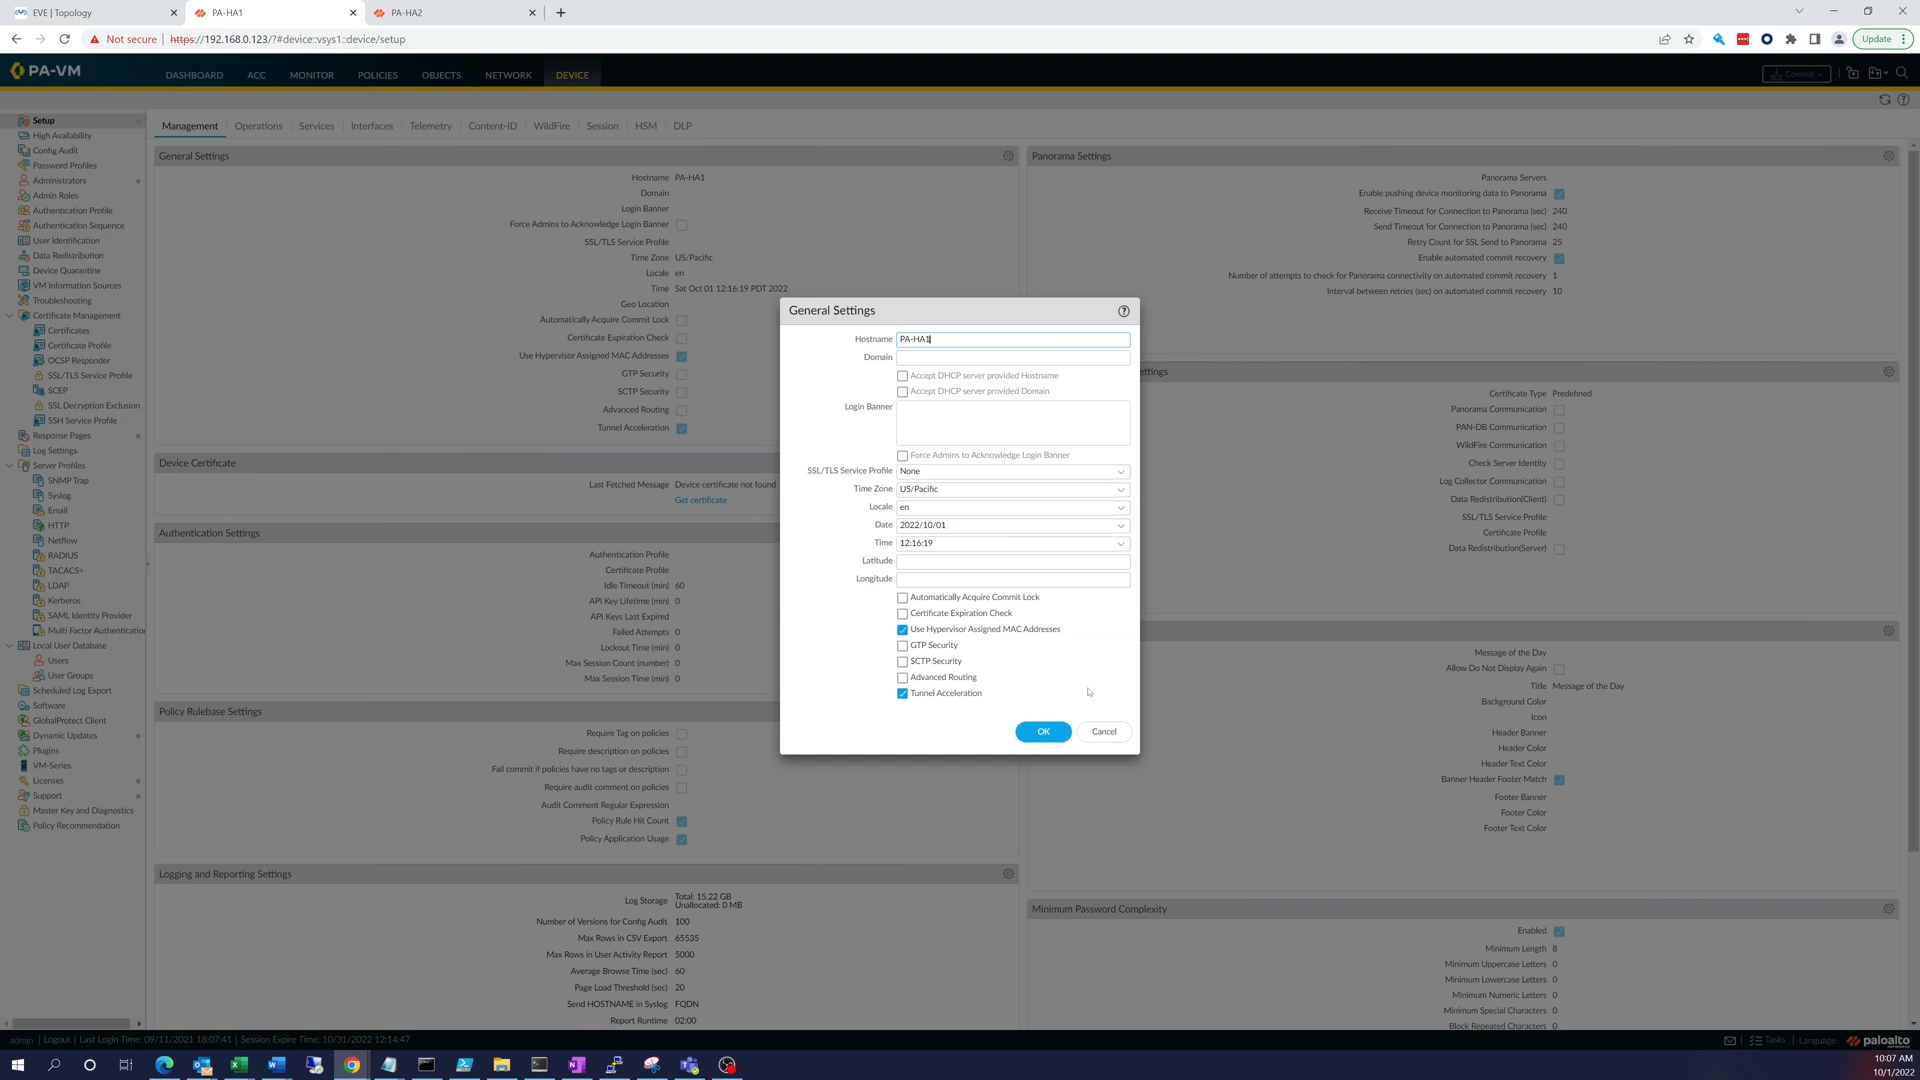 EVE | Topology
PA-HA1
PA-HA2
Not secure | https://192.168.0.123/?#device::vsys1::device/setup
Update
PA-VM
DASHBOARD ACC MONITOR POLICIES OBJECTS NETWORK DEVICE
Commit
Setup
High Availability
Config Audit
Password Profiles
Administrators
Admin Roles
Authentication Profile
Authentication Sequence
User Identification
Data Redistribution
Device Quarantine
VM Information Sources
Troubleshooting
Certificate Management
Certificates
Certificate Profile
OCSP Responder
SSL/TLS Service Profile
SCEP
SSL Decryption Exclusion
SSH Service Profile
Response Pages
Log Settings
Server Profiles
SNMP Trap
Syslog
Email
HTTP
Netflow
RADIUS
TACACS+
LDAP
Kerberos
SAML Identity Provider
Multi Factor Authentication
Local User Database
Users
User Groups
Scheduled Log Export
Software
GlobalProtect Client
Dynamic Updates
Plugins
VM-Series
Licenses
Support
Master Key and Diagnostics
Policy Recommendation
Management Operations Services Interfaces Telemetry Content-ID WildFire Session HSM DLP
General Settings
Hostname PA-HA1
Domain
Login Banner
Force Admins to Acknowledge Login Banner
SSL/TLS Service Profile
Time Zone US/Pacific
Locale en
Time Sat Oct 01 12:16:19 PDT 2022
Geo Location
Automatically Acquire Commit Lock
Certificate Expiration Check
Use Hypervisor Assigned MAC Addresses
GTP Security
SCTP Security
Advanced Routing
Tunnel Acceleration
Device Certificate
Last Fetched Message Device certificate not found
Get certificate
Authentication Settings
Authentication Profile
Certificate Profile
Idle Timeout (min) 60
API Key Lifetime (min) 0
API Keys Last Expired
Failed Attempts 0
Lockout Time (min) 0
Max Session Count (number) 0
Max Session Time (min) 0
Policy Rulebase Settings
Require Tag on policies
Require description on policies
Fail commit if policies have no tags or description
Require audit comment on policies
Audit Comment Regular Expression
Policy Rule Hit Count
Policy Application Usage
Logging and Reporting Settings
Log Storage Total: 15.22 GB
Unallocated: 0 MB
Number of Versions for Config Audit 100
Max Rows in CSV Export 65535
Max Rows in User Activity Report 5000
Average Browse Time (sec) 60
Page Load Threshold (sec) 20
Send HOSTNAME in Syslog FQDN
Report Runtime 02:00
General Settings
Hostname PA-HA1
Domain
Accept DHCP server provided Hostname
Accept DHCP server provided Domain
Login Banner
Force Admins to Acknowledge Login Banner
SSL/TLS Service Profile None
Time Zone US/Pacific
Locale en
Date 2022/10/01
Time 12:16:19
Latitude
Longitude
Automatically Acquire Commit Lock
Certificate Expiration Check
Use Hypervisor Assigned MAC Addresses
GTP Security
SCTP Security
Advanced Routing
Tunnel Acceleration
OK Cancel
Panorama Settings
Panorama Servers
Enable pushing device monitoring data to Panorama
Receive Timeout for Connection to Panorama (sec) 240
Send Timeout for Connection to Panorama (sec) 240
Retry Count for SSL Send to Panorama 25
Enable automated commit recovery
Number of attempts to check for Panorama connectivity on automated commit recovery 1
Interval between retries (sec) on automated commit recovery 10
ettings
Certificate Type Predefined
Panorama Communication
PAN-DB Communication
WildFire Communication
Check Server Identity
Log Collector Communication
Data Redistribution(Client)
SSL/TLS Service Profile
Certificate Profile
Data Redistribution(Server)
Message of the Day
Allow Do Not Display Again
Title Message of the Day
Background Color
Icon
Header Banner
Header Color
Header Text Color
Banner Header Footer Match
Footer Banner
Footer Color
Footer Text Color
Minimum Password Complexity
Enabled
Minimum Length 8
Minimum Uppercase Letters 0
Minimum Lowercase Letters 0
Minimum Numeric Letters 0
Minimum Special Characters 0
Block Repeated Characters 0
admin | Logout | Last Login Time: 09/11/2021 18:07:41 | Session Expire Time: 10/31/2022 12:14:47
Tasks | Language paloalto
10:07 AM
10/1/2022